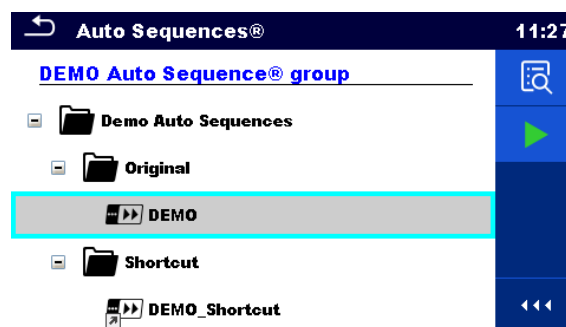 Auto Sequences® 11:27
DEMO Auto Sequence® group
Demo Auto Sequences
Original
DEMO
Shortcut
DEMO_Shortcut